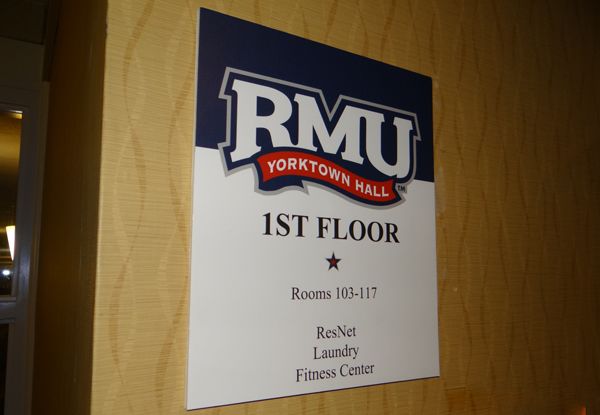 RMU
YORKTOWN HALL
TM
1ST FLOOR
Rooms 103-117
ResNet
Laundry
Fitness Center